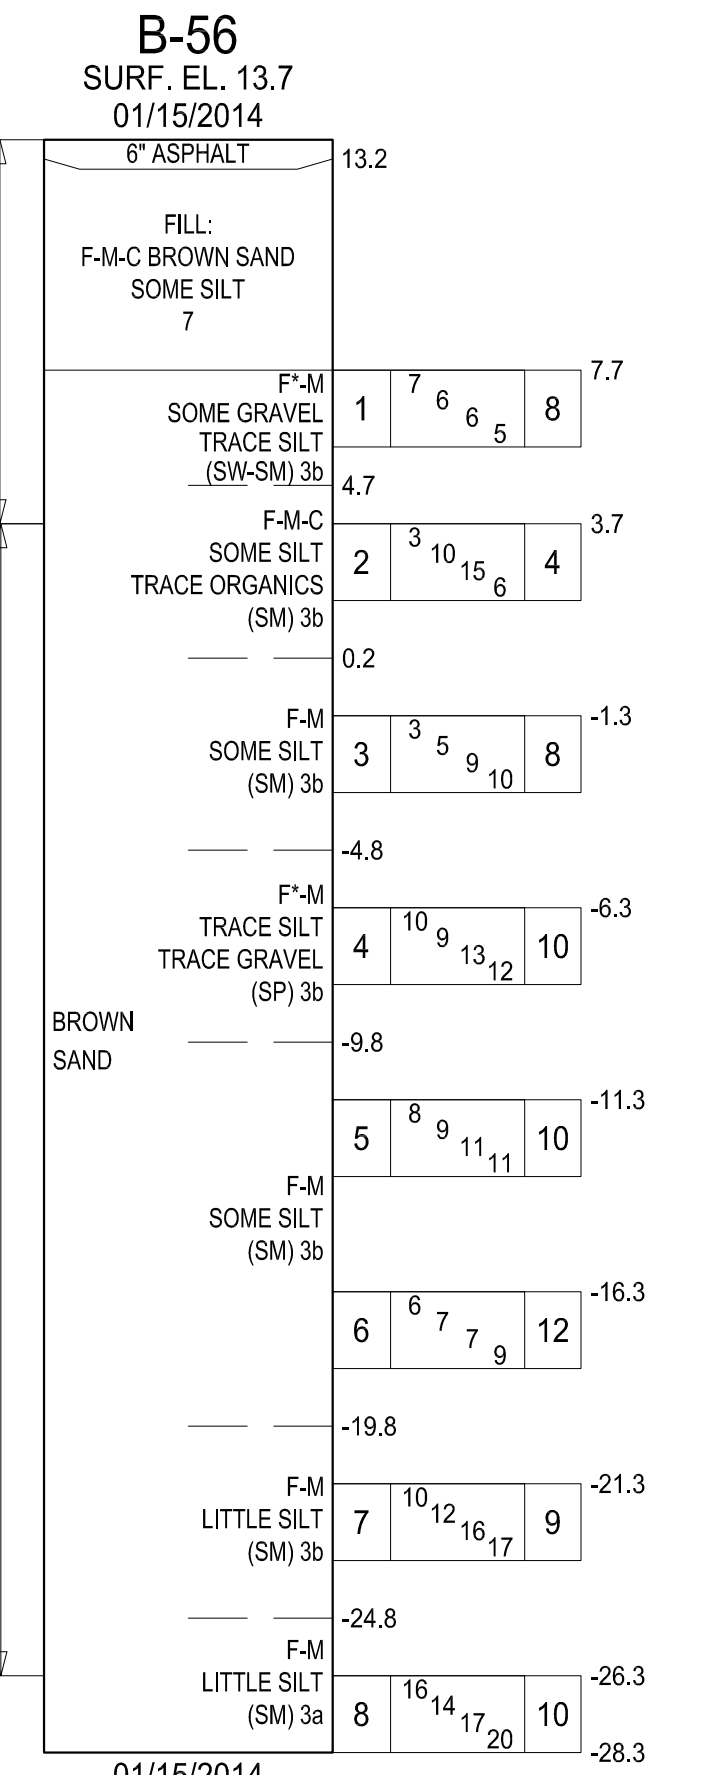 B-56
SURF. EL. 13.7
01/15/2014
6" ASPHALT
13.2
FILL:
F-M-C BROWN SAND
SOME SILT
7
7.7
F*-M
SOME GRAVEL
TRACE SILT
(SW-SM) 3b
1
7 6 6 5
8
4.7
3.7
F-M-C
SOME SILT
TRACE ORGANICS
(SM) 3b
2
3 10 15 6
4
0.2
-1.3
F-M
SOME SILT
(SM) 3b
3
3 5 9 10
8
-4.8
-6.3
F*-M
TRACE SILT
TRACE GRAVEL
(SP) 3b
4
10 9 13 12
10
BROWN
SAND
-9.8
-11.3
5
8 9 11 11
10
F-M
SOME SILT
(SM) 3b
-16.3
6
6 7 7 9
12
-19.8
-21.3
F-M
LITTLE SILT
(SM) 3b
7
10 12 16 17
9
-24.8
-26.3
F-M
LITTLE SILT
(SM) 3a
8
16 14 17 20
10
-28.3
01/15/2014